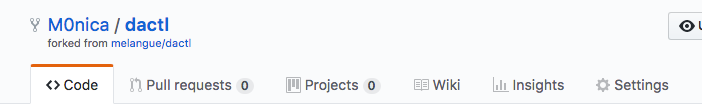 M0nica / dactl
forked from melangue/dactl
Code Pull requests 0 Projects 0 Wiki Insights Settings